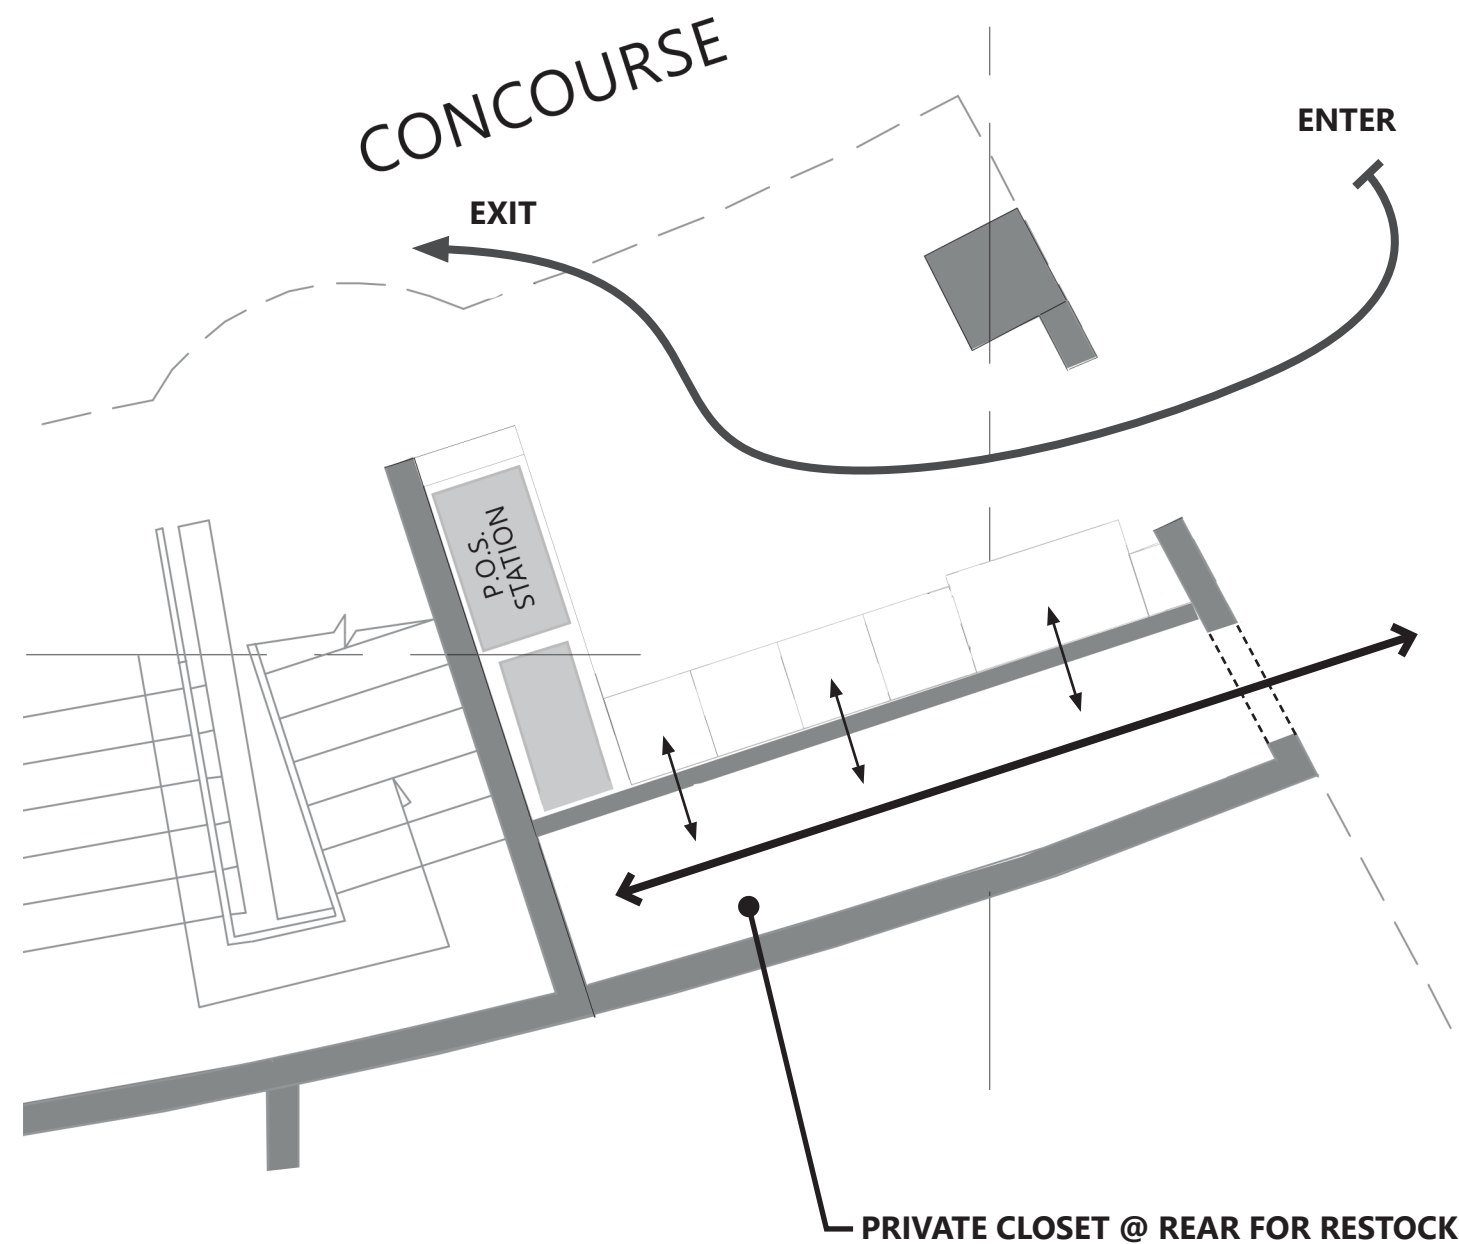 CONCOURSE
ENTER
EXIT
P.O.S.
STATION
PRIVATE CLOSET @ REAR FOR RESTOCK